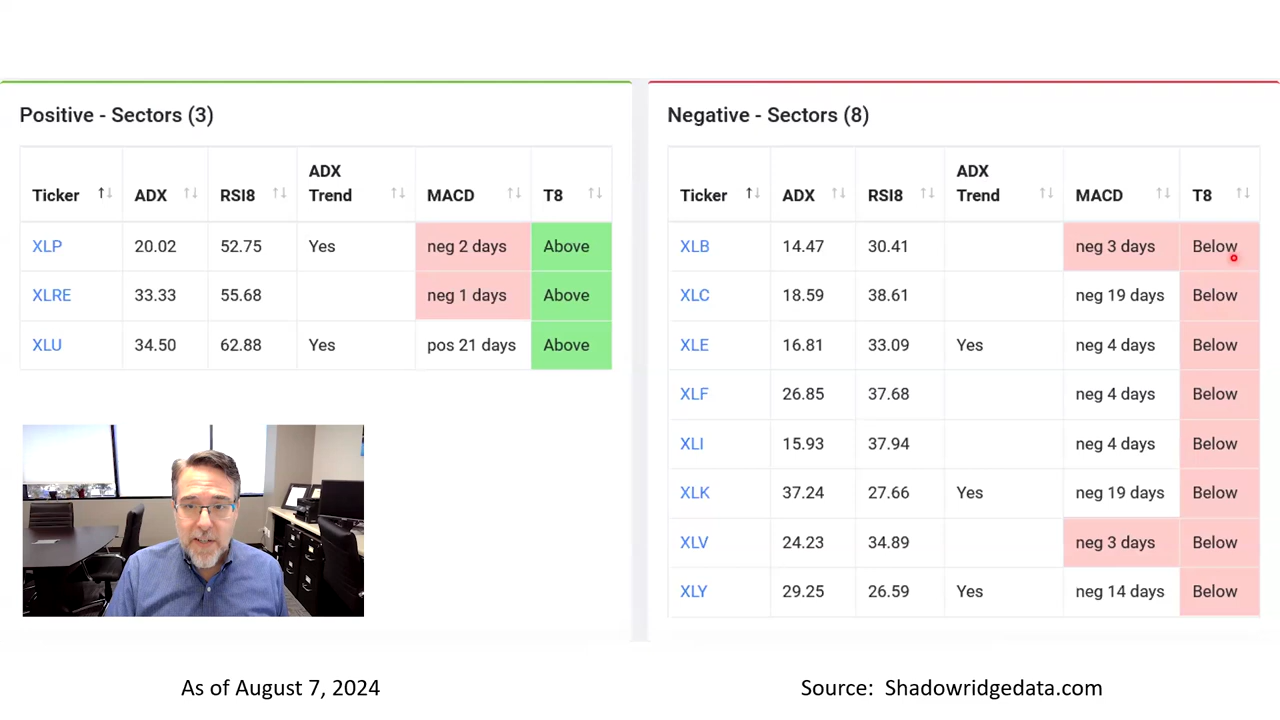 Positive - Sectors (3)
Ticker ADX RSI8 ADX Trend MACD T8
XLP 20.02 52.75 Yes neg 2 days Above
XLRE 33.33 55.68 neg 1 days Above
XLU 34.50 62.88 Yes pos 21 days Above
Negative - Sectors (8)
Ticker ADX RSI8 ADX Trend MACD T8
XLB 14.47 30.41 neg 3 days Below
XLC 18.59 38.61 neg 19 days Below
XLE 16.81 33.09 Yes neg 4 days Below
XLF 26.85 37.68 neg 4 days Below
XLI 15.93 37.94 neg 4 days Below
XLK 37.24 27.66 Yes neg 19 days Below
XLV 24.23 34.89 neg 3 days Below
XLY 29.25 26.59 Yes neg 14 days Below
As of August 7, 2024
Source: Shadowridgedata.com